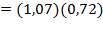 = (1,07)(0,72)